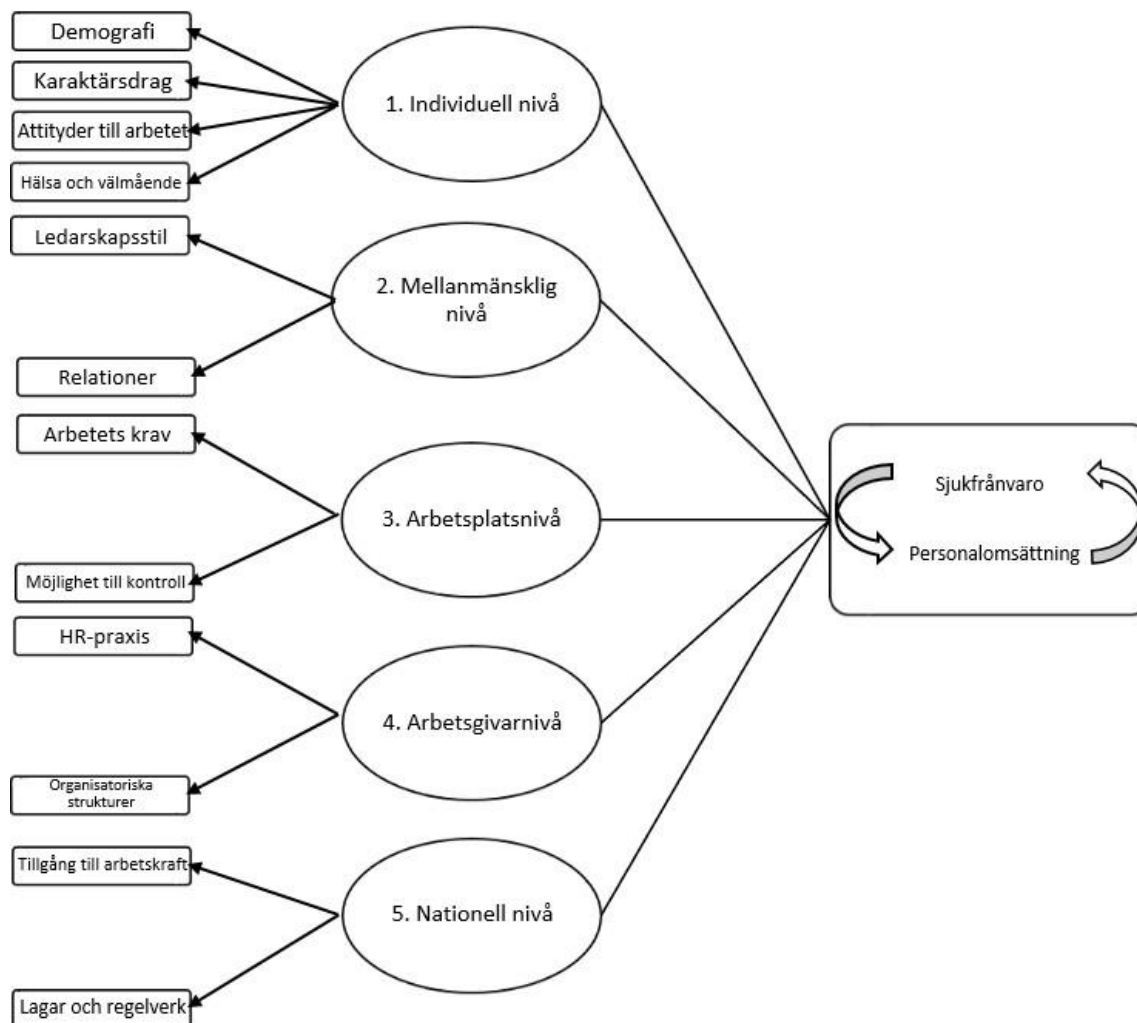 Demografi
Karaktärsdrag
Attityder till arbetet
Hälsa och välmående
Ledarskapsstil
Relationer
Arbetets krav
Möjlighet till kontroll
HR-praxis
Organisatoriska
strukturer
Tillgång till arbetskraft
Lagar och regelverk
1. Individuell nivå
2. Mellanmänsklig
nivå
3. Arbetsplatsnivå
4. Arbetsgivarnivå
5. Nationell nivå
Sjukfrånvaro
Personalomsättning